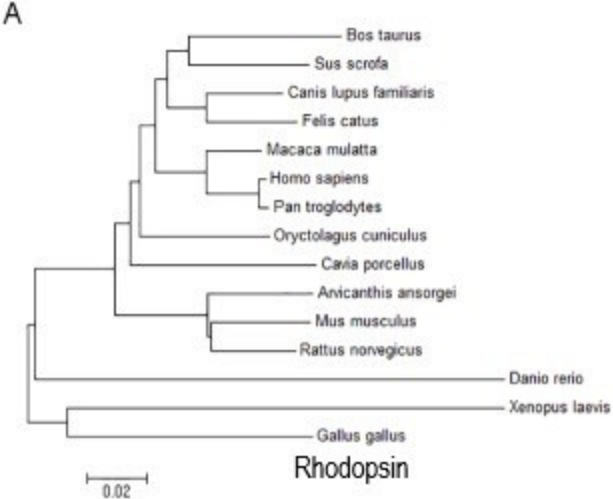 A
Bos taurus
Sus scrofa
Canis lupus familiaris
Felis catus
Macaca mulatta
Homo sapiens
Pan troglodytes
Oryctolagus cuniculus
Cavia porcellus
Arvicanthis ansorgei
Mus musculus
Rattus norvegicus
Danio rerio
Xenopus laevis
Gallus gallus
Rhodopsin
0.02